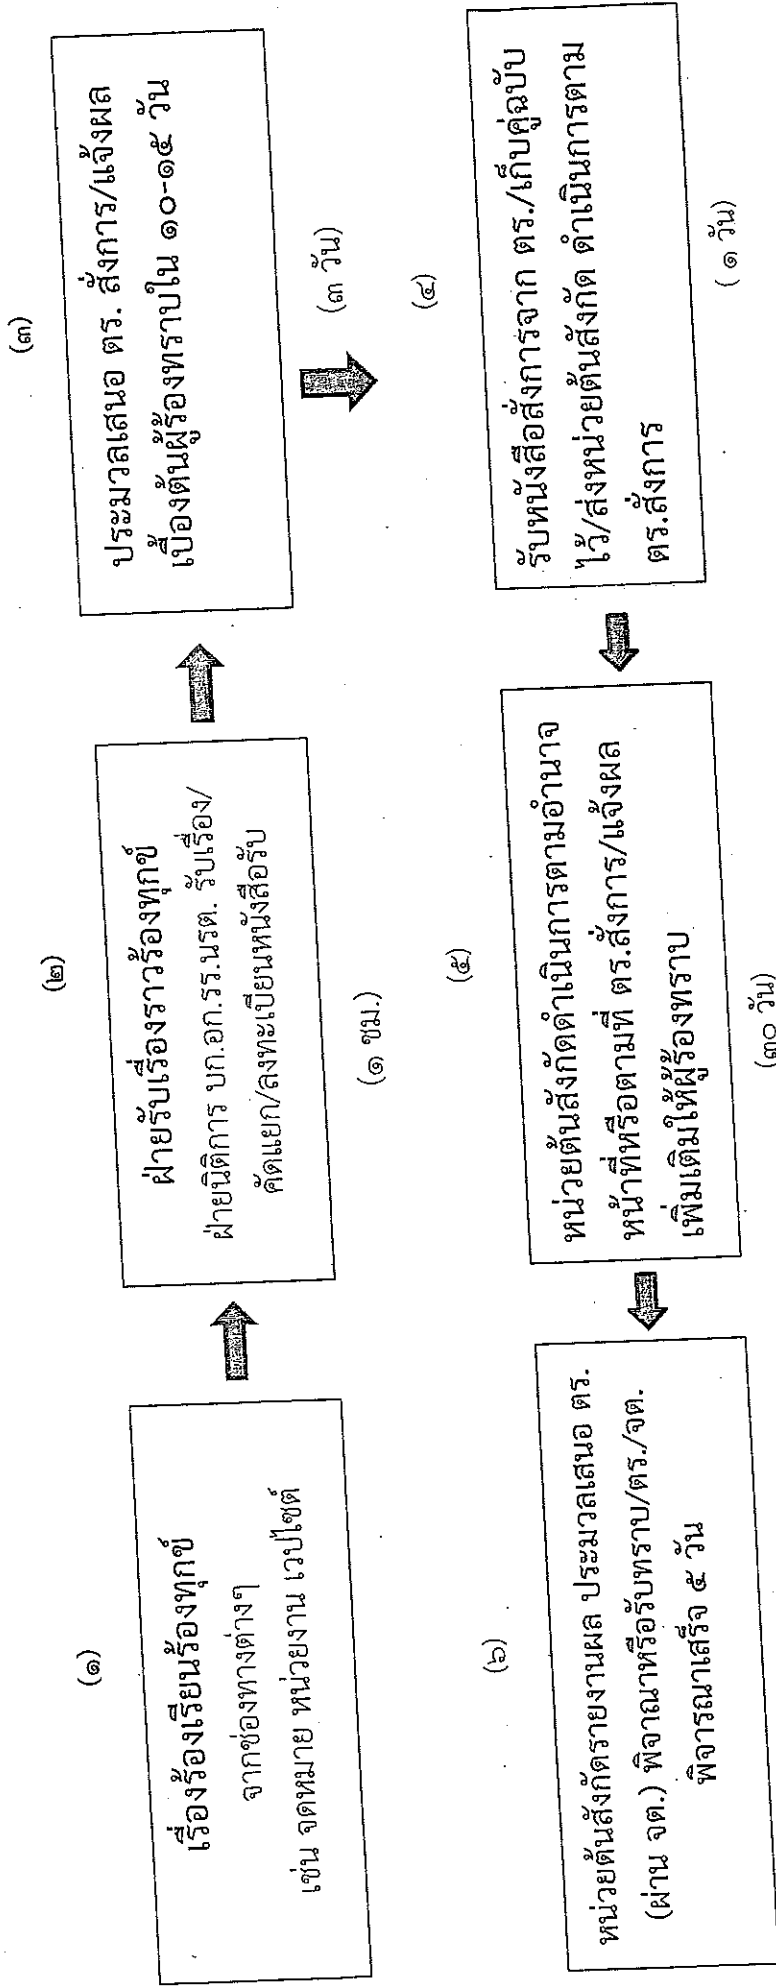 (๑)
เรื่องร้องเรียนร้องทุกข์
จากช่องทางต่างๆ
เช่น จดหมาย หน่วยงาน เวปไซต์
(๒)
ฝ่ายรับเรื่องราวร้องทุกข์
ฝ่ายนิติการ บก.อก.รร.นรต. รับเรื่อง/
คัดแยก/ลงทะเบียนหนังสือรับ
(๑ ชม.)
(๓)
ประมวลเสนอ ตร. สั่งการ/แจ้งผล
เบื้องต้นผู้ร้องทราบใน ๑๐-๑๕ วัน
(๓ วัน)
(๔)
รับหนังสือสั่งการจาก ตร./เก็บคู่ฉบับ
ไว้/ส่งหน่วยต้นสังกัด ดำเนินการตาม
ตร.สั่งการ
( ๑ วัน)
(๕)
หน่วยต้นสังกัดดำเนินการตามอำนาจ
หน้าที่หรือตามที่ ตร.สั่งการ/แจ้งผล
เพิ่มเติมให้ผู้ร้องทราบ
(๓๐ วัน)
(๖)
หน่วยต้นสังกัดรายงานผล ประมวลเสนอ ตร.
(ผ่าน จต.) พิจาณาหรือรับทราบ/ตร./จต.
พิจารณาเสร็จ ๕ วัน